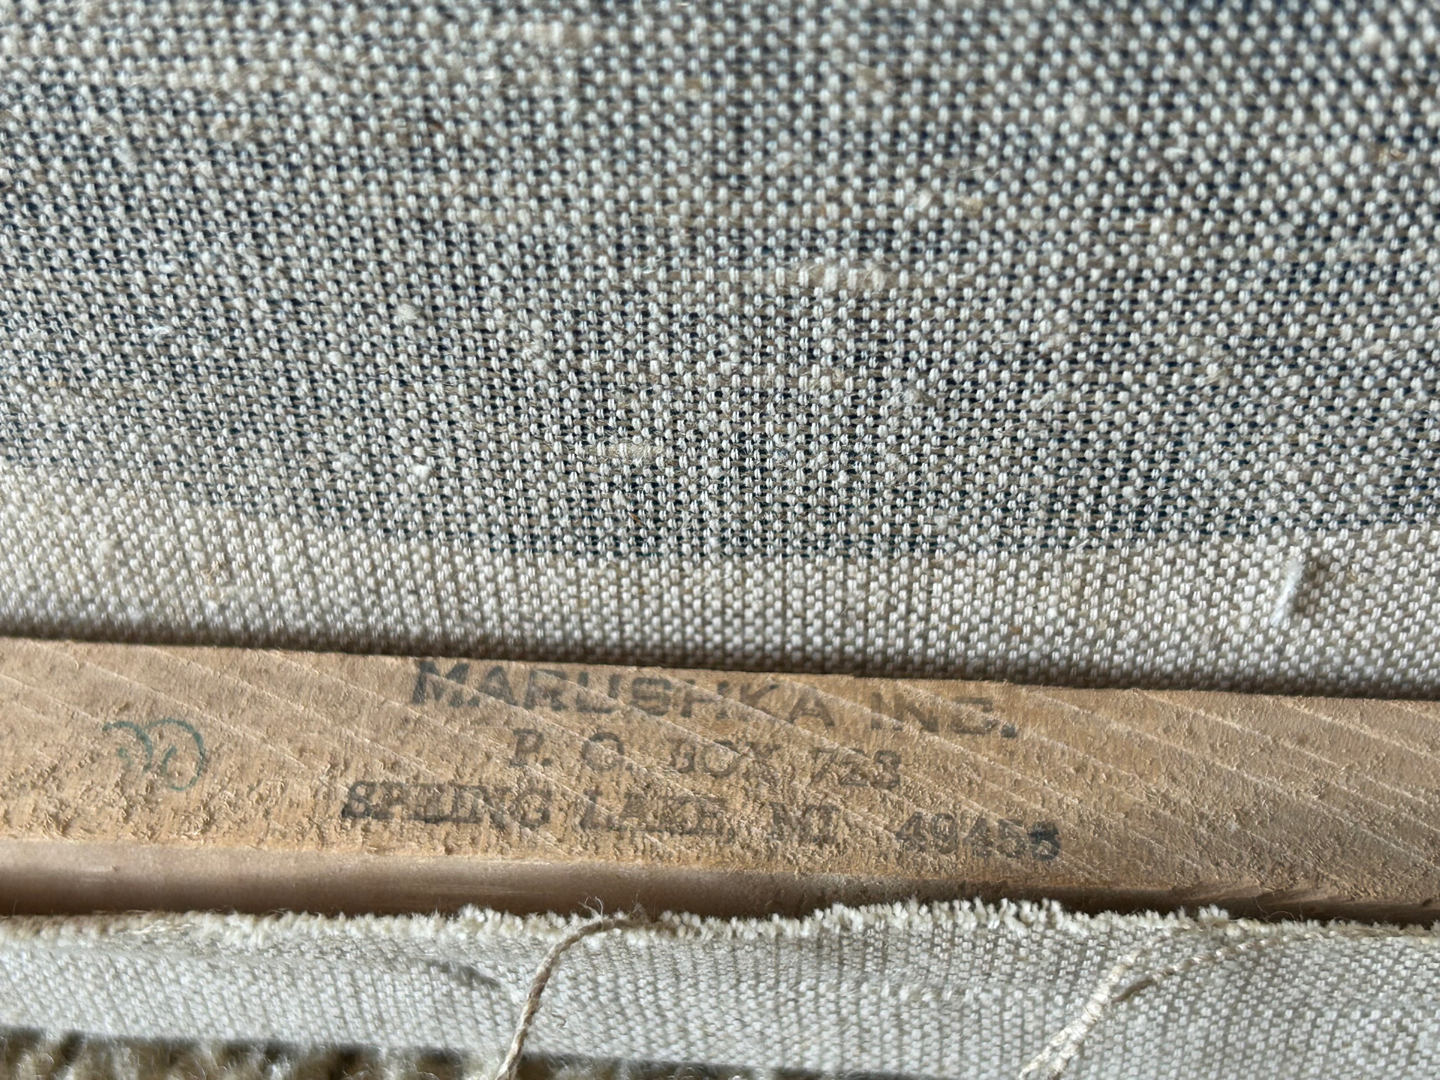 MARUSHKA INC.
P. O. BOX 723
SPRING LAKE, MI 49456